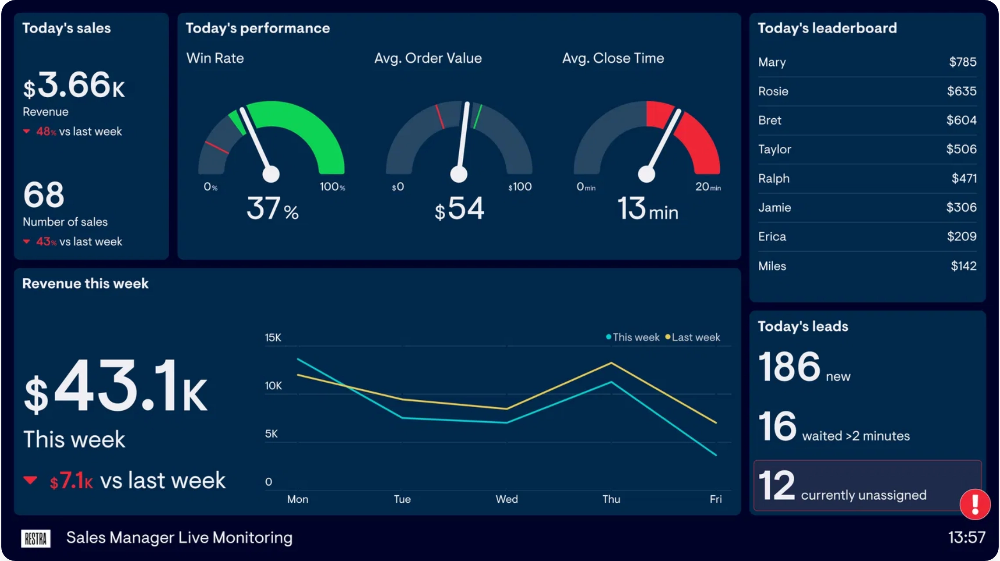 Today's sales
$3.66K
Revenue
48% vs last week
68
Number of sales
43% vs last week
Today's performance
Win Rate
0%
100%
37%
Avg. Order Value
$0
$100
$54
Avg. Close Time
0min
20min
13min
Today's leaderboard
Mary $785
Rosie $635
Bret $604
Taylor $506
Ralph $471
Jamie $306
Erica $209
Miles $142
Revenue this week
$43.1K
This week
$7.1K vs last week
This week Last week
15K
10K
5K
0
Mon Tue Wed Thu Fri
Today's leads
186 new
16 waited >2 minutes
12 currently unassigned
!
RESTRA
Sales Manager Live Monitoring
13:57